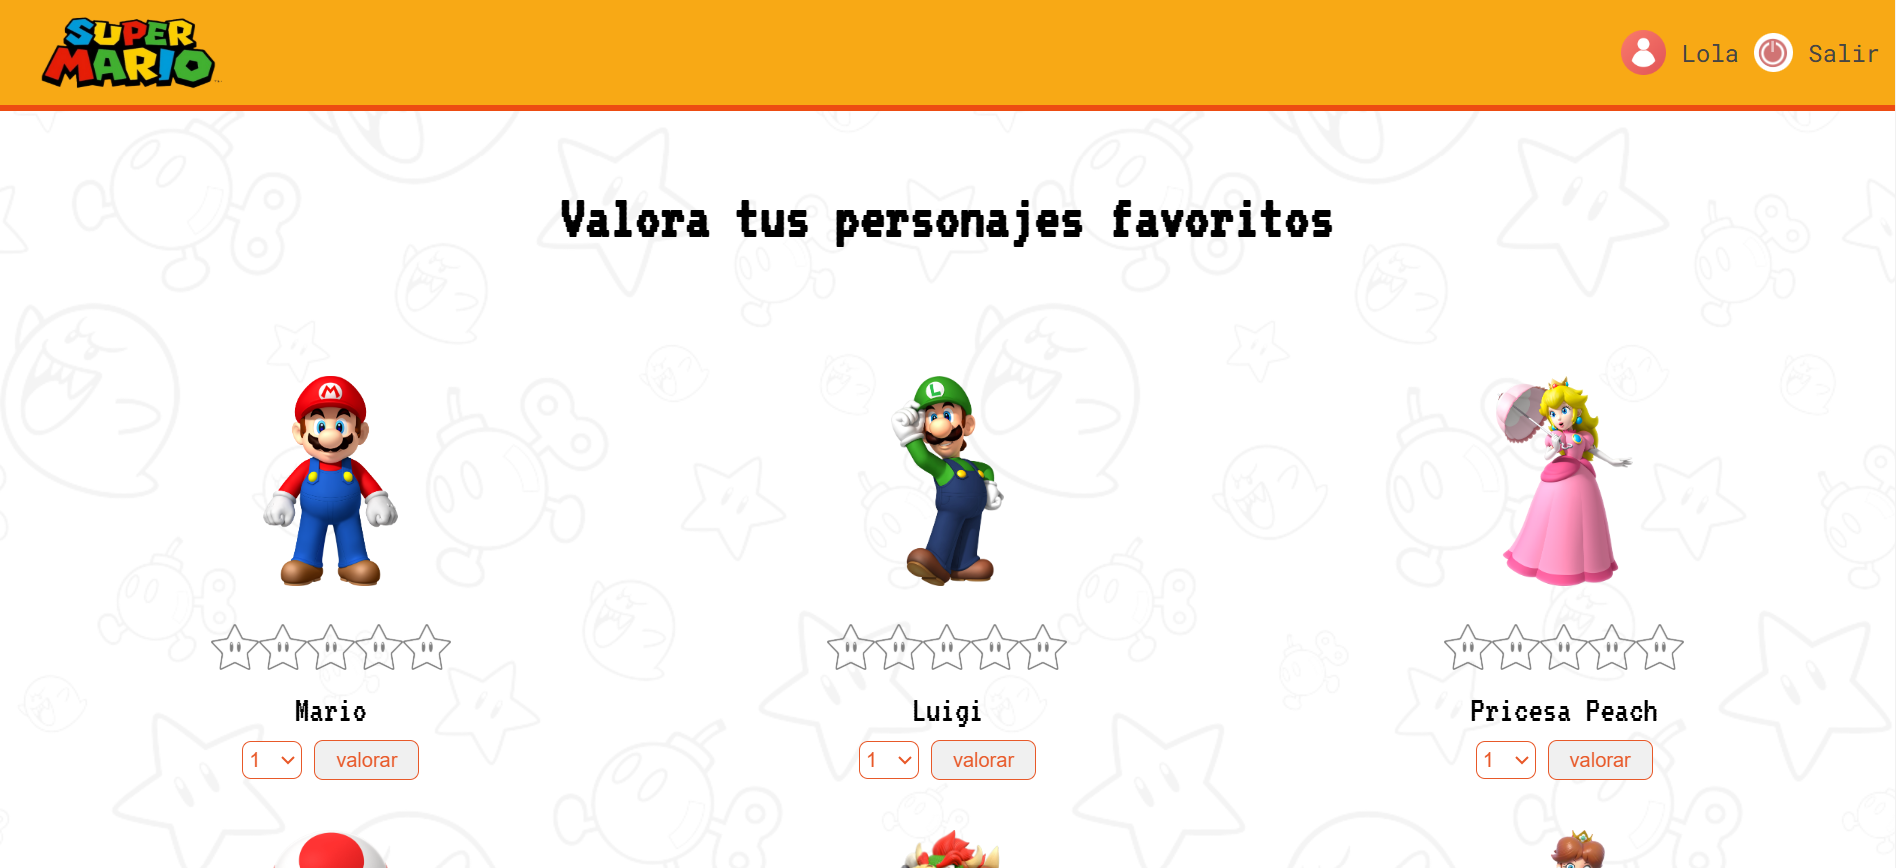 SUPER
MARIO
Lola Salir
Valora tus personajes favoritos
M
L
Mario
Luigi
Pricesa Peach
1 valorar
1 valorar
1 valorar